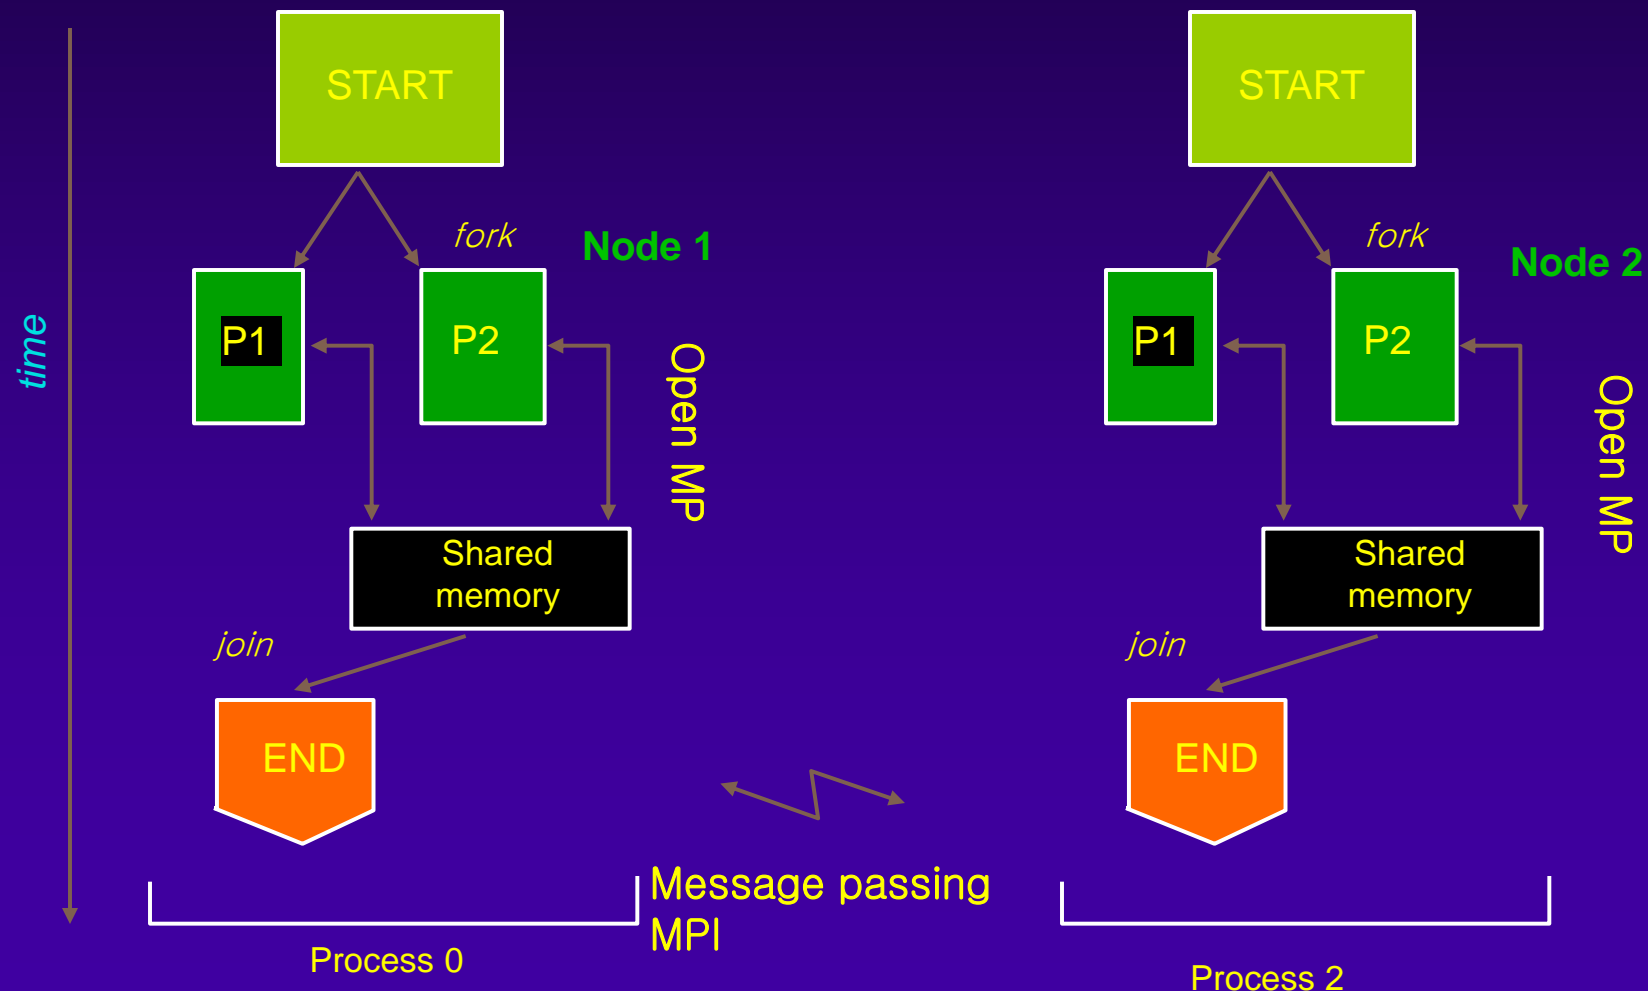 START
START
fork
Node 1
fork
Node 2
time
P1
P2
Open MP
P1
P2
Open MP
Shared
memory
Shared
memory
join
join
END
END
Message passing
MPI
Process 0
Process 2